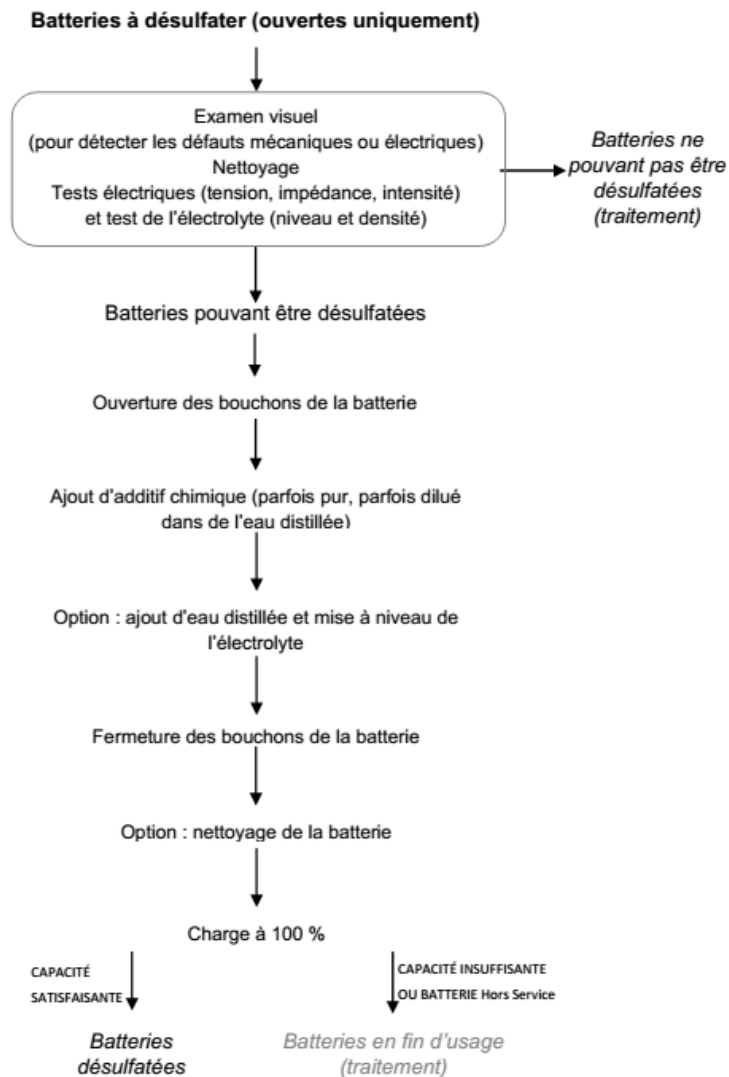 Batteries à désulfater (ouvertes uniquement)
Examen visuel
(pour détecter les défauts mécaniques ou électriques)
Nettoyage
Tests électriques (tension, impédance, intensité)
et test de l'électrolyte (niveau et densité)
Batteries ne
pouvant pas être
désulfatées
(traitement)
Batteries pouvant être désulfatées
Ouverture des bouchons de la batterie
Ajout d'additif chimique (parfois pur, parfois dilué
dans de l'eau distillée)
Option : ajout d'eau distillée et mise à niveau de
l'électrolyte
Fermeture des bouchons de la batterie
Option : nettoyage de la batterie
Charge à 100 %
CAPACITÉ
SATISFAISANTE
CAPACITÉ INSUFFISANTE
OU BATTERIE Hors Service
Batteries
désulfatées
Batteries en fin d'usage
(traitement)